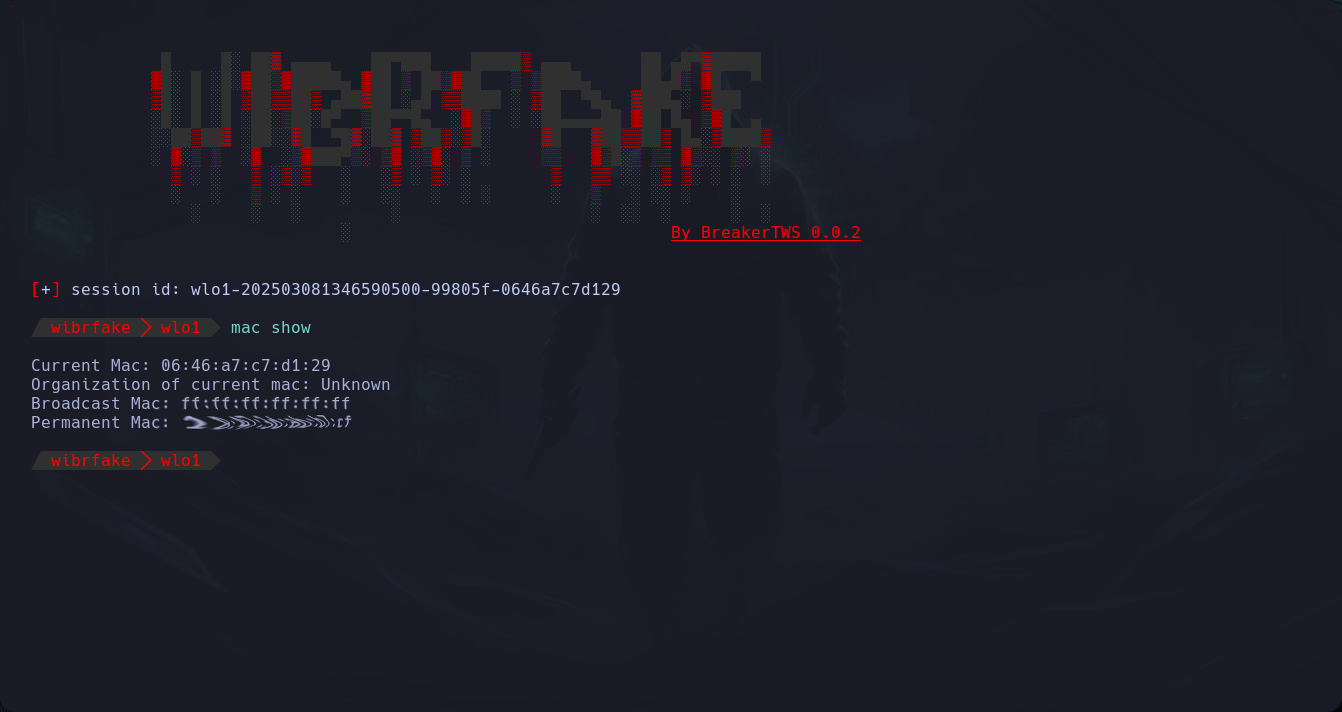 WIBRFAKE
By BreakerTWS 0.0.2
[+] session id: wlo1-202503081346590500-99805f-0646a7c7d129
wibrfake > wlo1 mac show
Current Mac: 06:46:a7:c7:d1:29
Organization of current mac: Unknown
Broadcast Mac: ff:ff:ff:ff:ff:ff
Permanent Mac:
wibrfake > wlo1